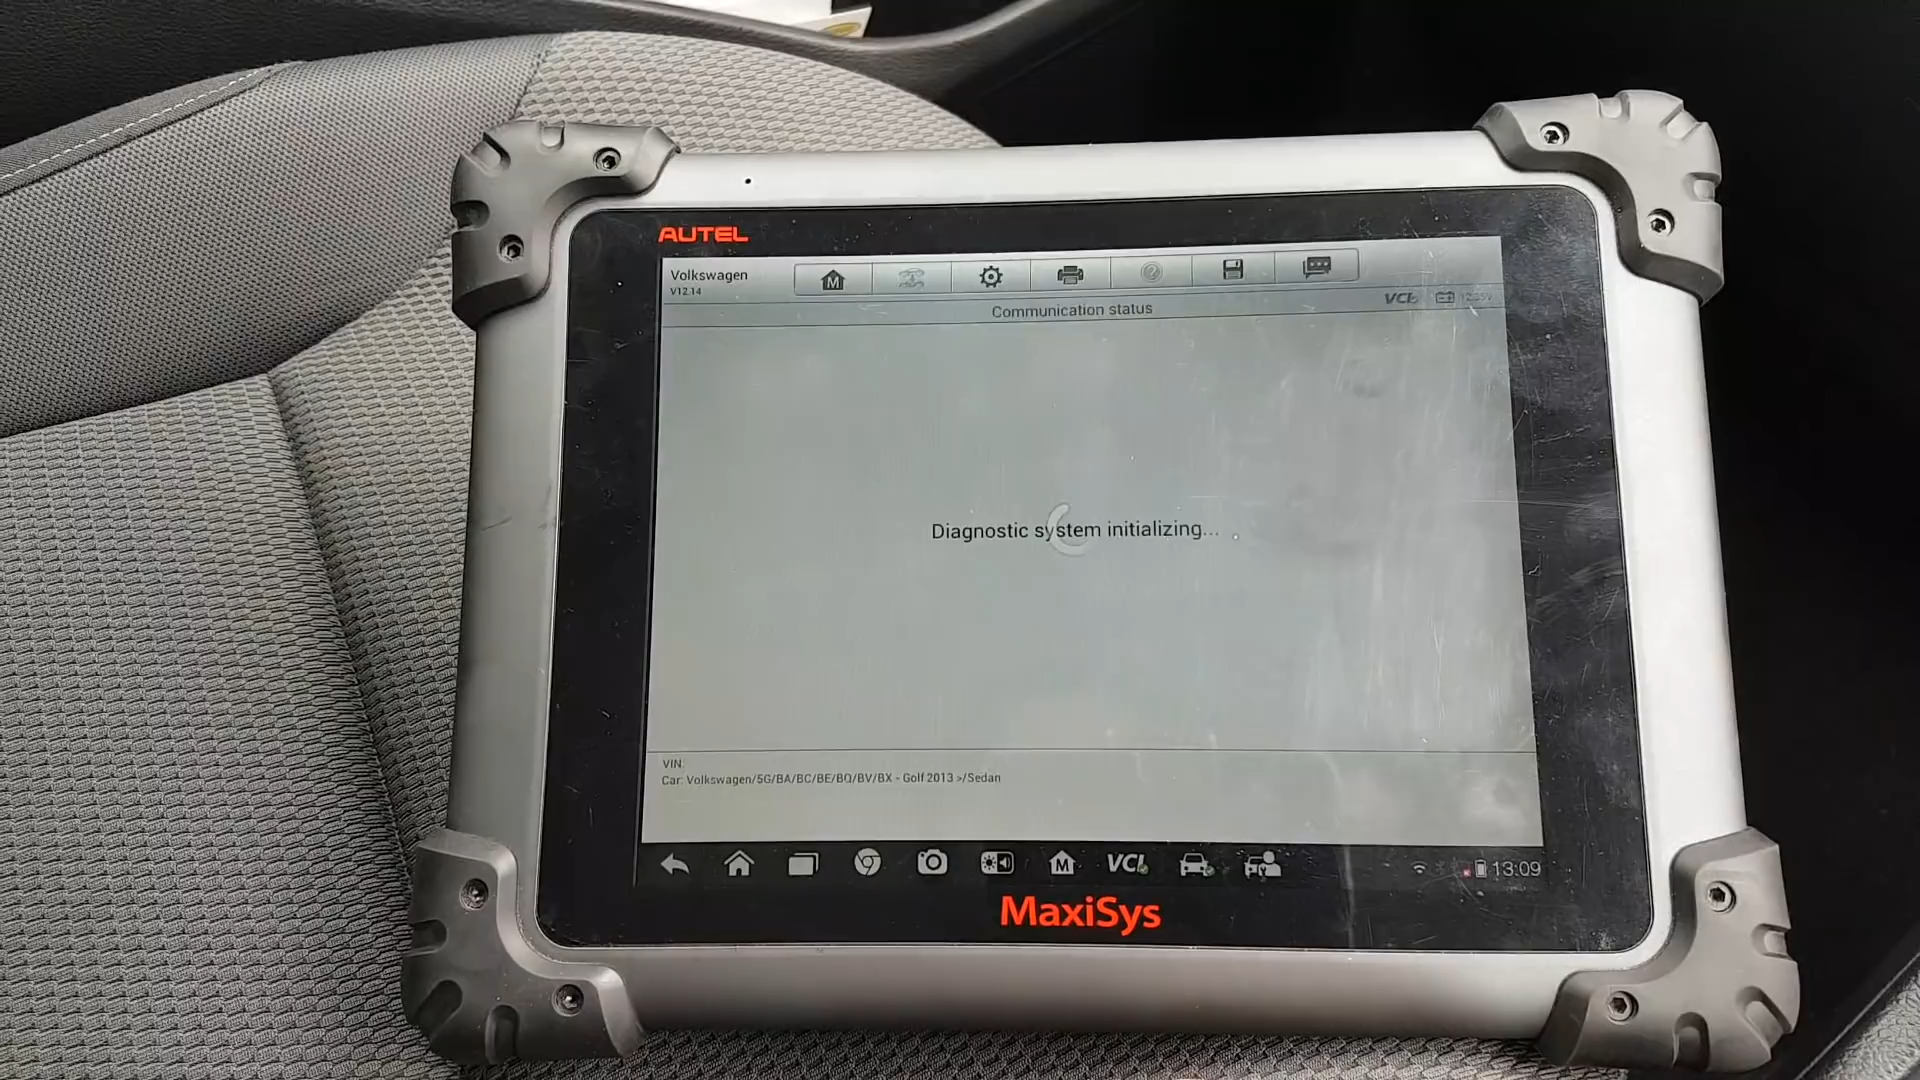 AUTEL
Volkswagen
V12.14
M
VCI
Communication status
Diagnostic system initializing...
VIN:
Car: Volkswagen/5G/BA/BC/BE/BQ/BV/BX - Golf 2013 >/Sedan
M
VCI
13:09
MaxiSys